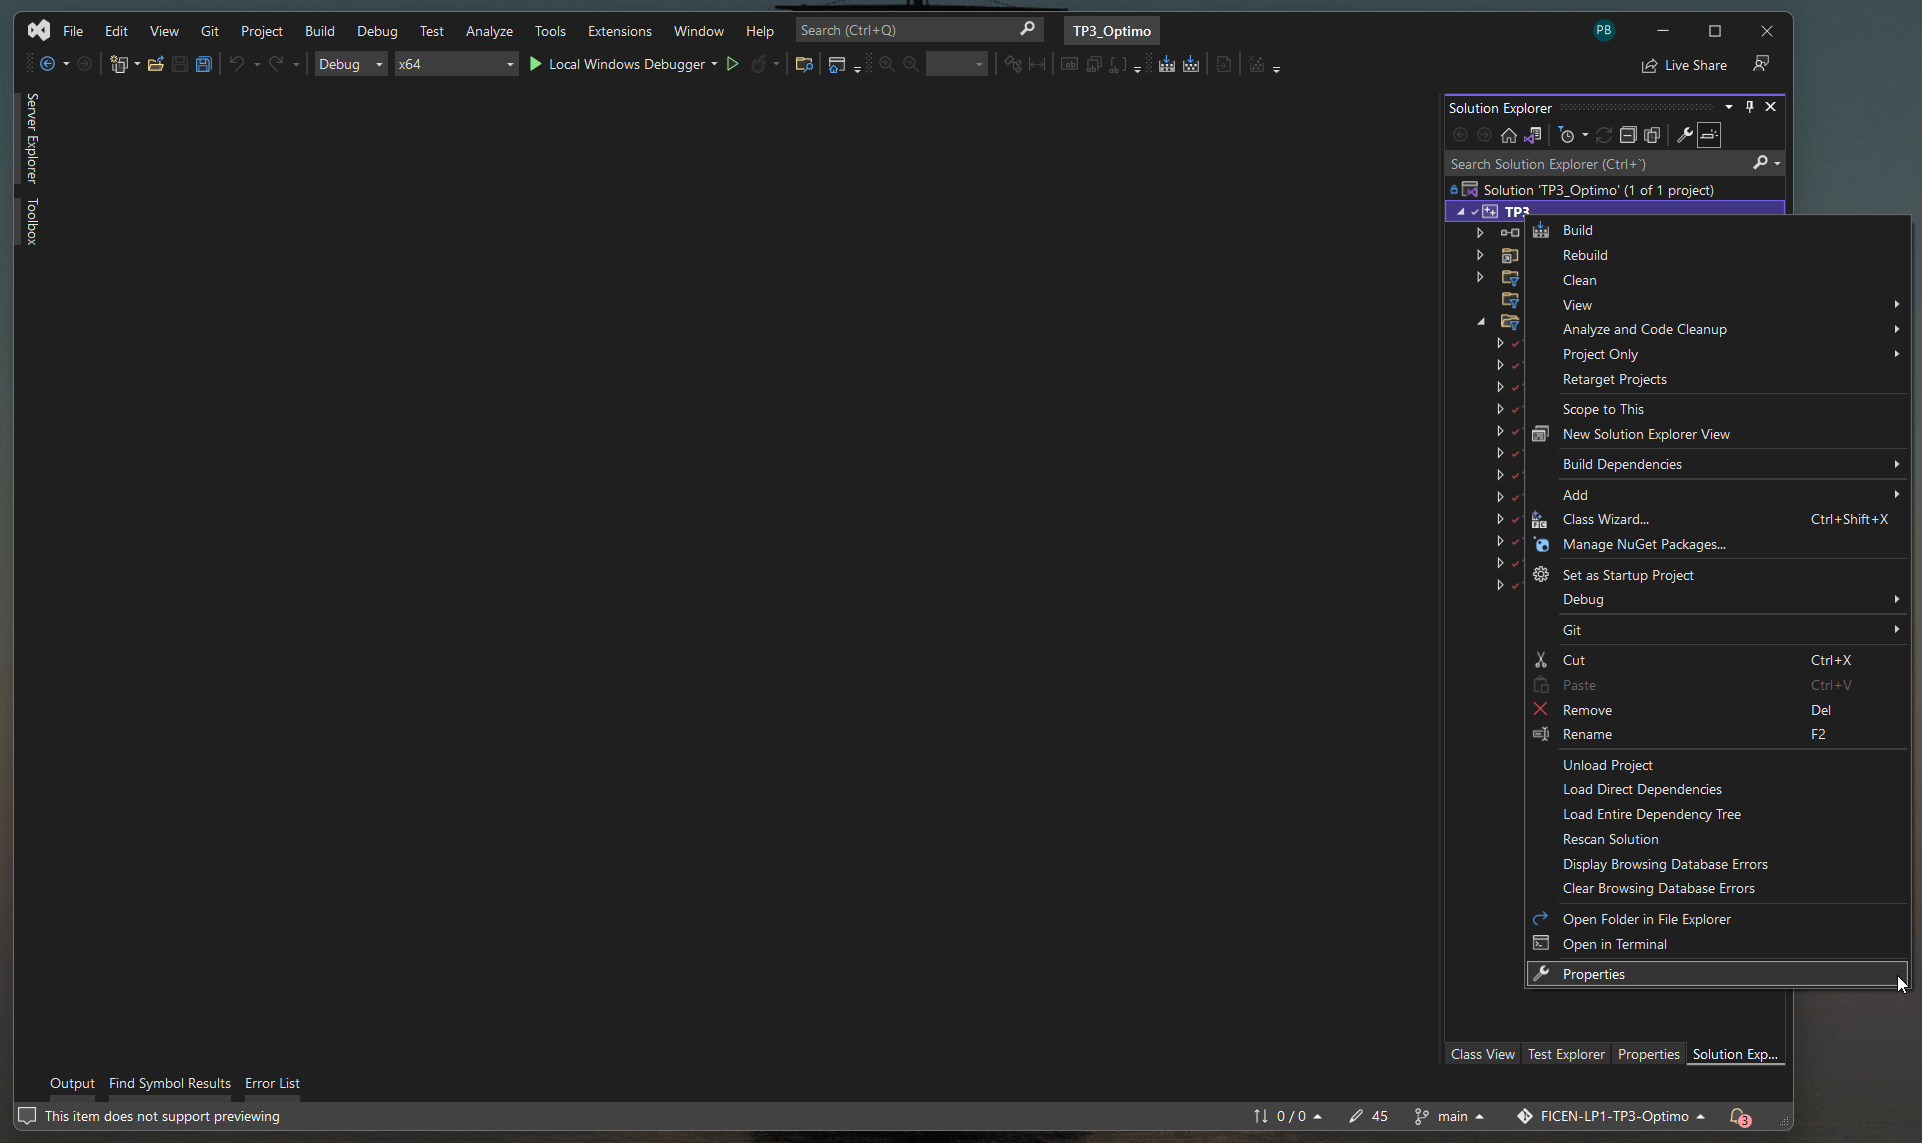 File Edit View Git Project Build Debug Test Analyze Tools Extensions Window Help Search (Ctrl+Q) TP3_Optimo PB
Debug x64 Local Windows Debugger Live Share
Server Explorer
Toolbox
Solution Explorer
Search Solution Explorer (Ctrl+`)
Solution 'TP3_Optimo' (1 of 1 project)
TP3
Build
Rebuild
Clean
View
Analyze and Code Cleanup
Project Only
Retarget Projects
Scope to This
New Solution Explorer View
Build Dependencies
Add
Class Wizard... Ctrl+Shift+X
Manage NuGet Packages...
Set as Startup Project
Debug
Git
Cut Ctrl+X
Paste Ctrl+V
Remove Del
Rename F2
Unload Project
Load Direct Dependencies
Load Entire Dependency Tree
Rescan Solution
Display Browsing Database Errors
Clear Browsing Database Errors
Open Folder in File Explorer
Open in Terminal
Properties
Class View Test Explorer Properties Solution Exp...
Output Find Symbol Results Error List
This item does not support previewing 0 / 0 45 main FICEN-LP1-TP3-Optimo 3